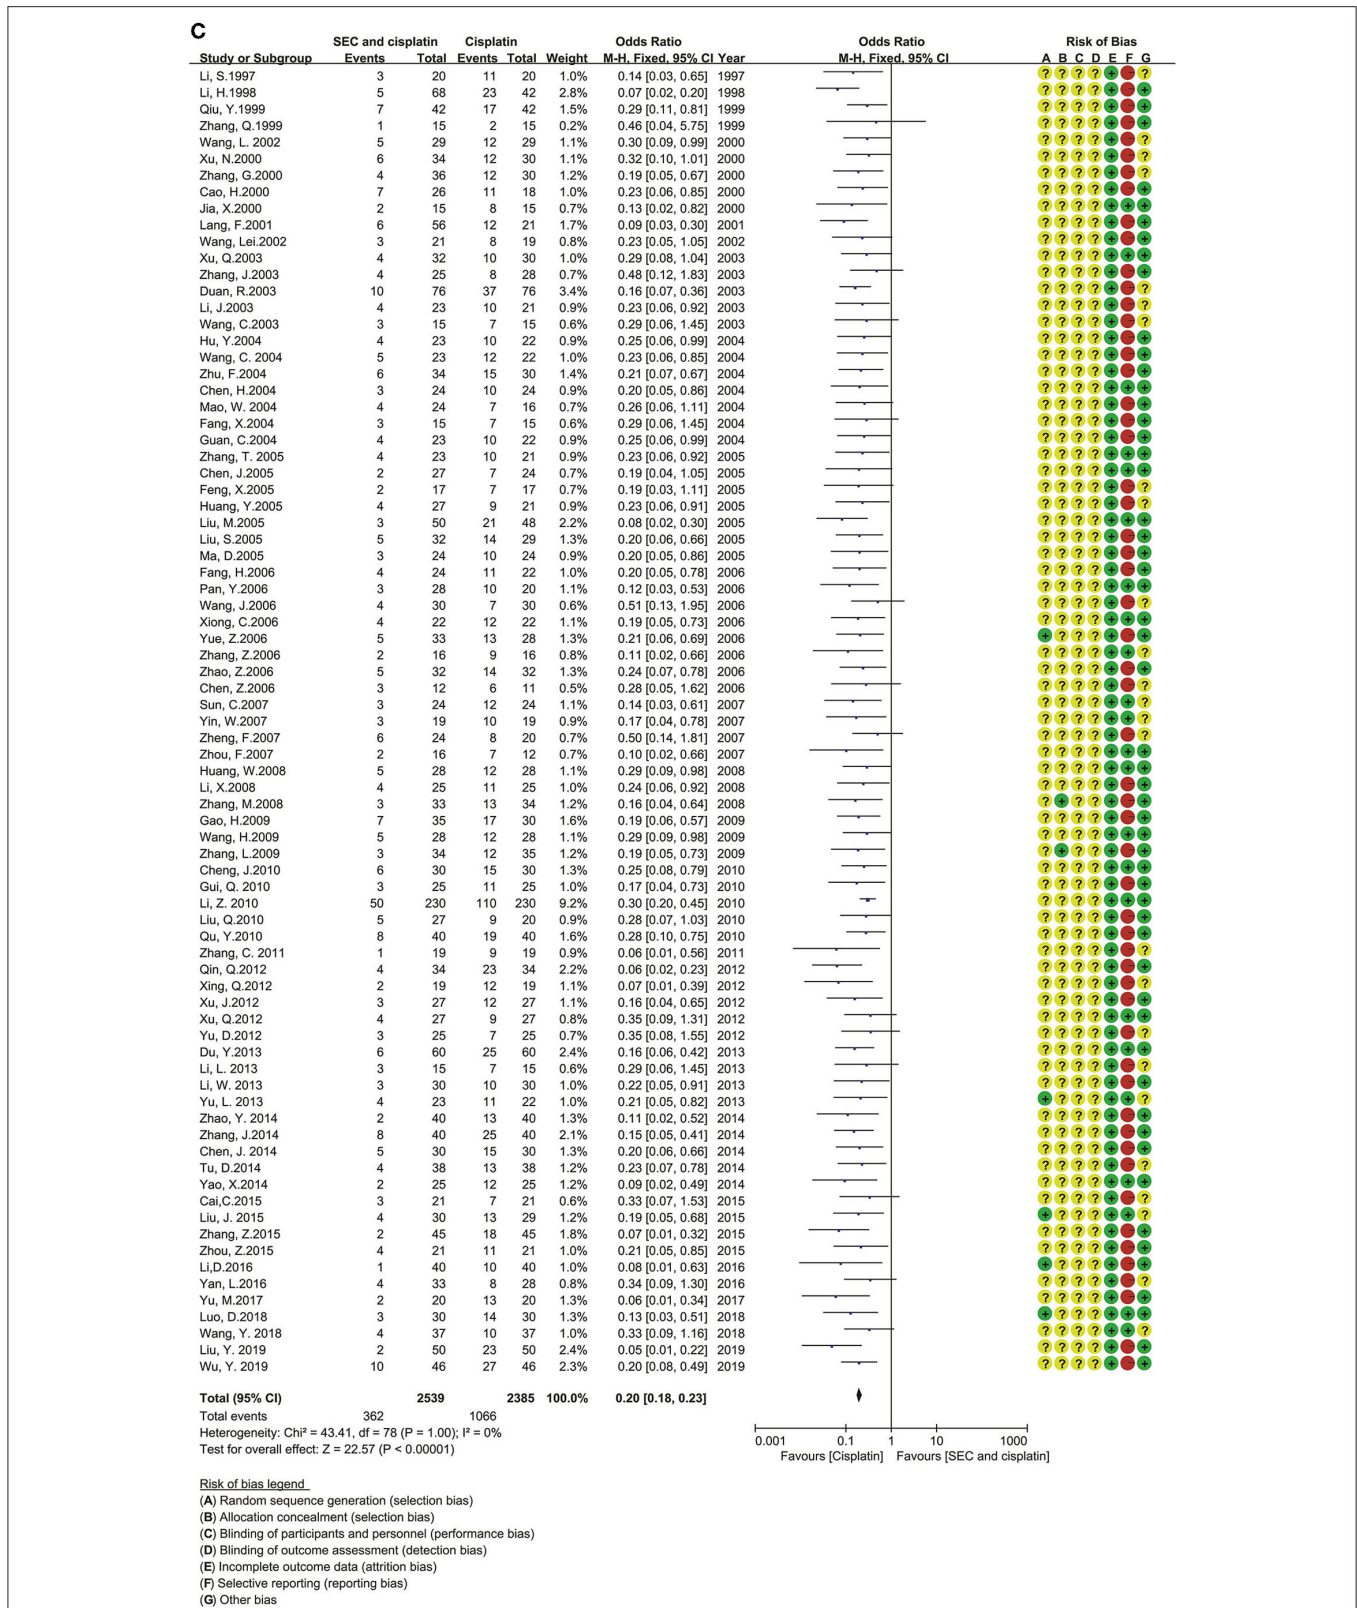 C
SEC and cisplatin Cisplatin Odds Ratio Odds Ratio Risk of Bias
Study or Subgroup Events Total Events Total Weight M-H, Fixed, 95% CI Year M-H, Fixed, 95% CI A B C D E F G
Li, S.1997 3 20 11 20 1.0% 0.14 [0.03, 0.65] 1997
Li, H.1998 5 68 23 42 2.8% 0.07 [0.02, 0.20] 1998
Qiu, Y.1999 7 42 17 42 1.5% 0.29 [0.11, 0.81] 1999
Zhang, Q.1999 1 15 2 15 0.2% 0.46 [0.04, 5.75] 1999
Wang, L. 2002 5 29 12 29 1.1% 0.30 [0.09, 0.99] 2000
Xu, N.2000 6 34 12 30 1.1% 0.32 [0.10, 1.01] 2000
Zhang, G.2000 4 36 12 30 1.2% 0.19 [0.05, 0.67] 2000
Cao, H.2000 7 26 11 18 1.0% 0.23 [0.06, 0.85] 2000
Jia, X.2000 2 15 8 15 0.7% 0.13 [0.02, 0.82] 2000
Lang, F.2001 6 56 12 21 1.7% 0.09 [0.03, 0.30] 2001
Wang, Lei.2002 3 21 8 19 0.8% 0.23 [0.05, 1.05] 2002
Xu, Q.2003 4 32 10 30 0.9% 0.29 [0.08, 1.04] 2003
Zhang, J.2003 4 25 8 28 0.7% 0.48 [0.12, 1.83] 2003
Duan, R.2003 10 76 37 76 3.4% 0.16 [0.07, 0.36] 2003
Li, J.2003 4 23 10 21 0.9% 0.23 [0.06, 0.92] 2003
Wang, C.2003 3 15 7 15 0.6% 0.29 [0.06, 1.45] 2003
Hu, Y.2004 4 23 10 22 0.9% 0.25 [0.06, 0.99] 2004
Wang, C. 2004 5 23 12 22 1.0% 0.23 [0.06, 0.85] 2004
Zhu, F.2004 6 34 15 30 1.4% 0.21 [0.07, 0.67] 2004
Chen, H.2004 3 24 10 24 0.9% 0.20 [0.05, 0.86] 2004
Mao, W. 2004 4 24 7 16 0.7% 0.26 [0.06, 1.11] 2004
Fang, X.2004 3 15 7 15 0.6% 0.29 [0.06, 1.45] 2004
Guan, C.2004 4 23 10 22 0.9% 0.25 [0.06, 0.99] 2004
Zhang, T. 2005 4 23 10 21 0.9% 0.23 [0.06, 0.92] 2005
Chen, J.2005 2 27 7 24 0.7% 0.19 [0.04, 1.05] 2005
Feng, X.2005 2 17 7 17 0.7% 0.19 [0.03, 1.11] 2005
Huang, Y.2005 4 27 9 21 0.9% 0.23 [0.06, 0.91] 2005
Liu, M.2005 3 50 21 48 2.2% 0.08 [0.02, 0.30] 2005
Liu, S.2005 5 32 14 29 1.3% 0.20 [0.06, 0.66] 2005
Ma, D.2005 3 24 10 24 0.9% 0.20 [0.05, 0.86] 2005
Fang, H.2006 4 24 11 22 1.0% 0.20 [0.05, 0.78] 2006
Pan, Y.2006 3 28 10 20 1.1% 0.12 [0.03, 0.53] 2006
Wang, J.2006 4 30 7 30 0.6% 0.51 [0.13, 1.95] 2006
Xiong, C.2006 4 22 12 22 1.0% 0.19 [0.05, 0.73] 2006
Yue, Z.2006 5 33 13 28 1.3% 0.21 [0.06, 0.69] 2006
Zhang, Z.2006 2 16 9 16 0.8% 0.11 [0.02, 0.66] 2006
Zhao, Z.2006 5 32 14 32 1.3% 0.24 [0.07, 0.78] 2006
Chen, Z.2006 3 12 6 11 0.5% 0.28 [0.05, 1.62] 2006
Sun, C.2007 3 24 12 24 1.1% 0.14 [0.03, 0.61] 2007
Yin, W.2007 3 19 10 19 0.9% 0.17 [0.04, 0.78] 2007
Zheng, F.2007 6 24 8 20 0.7% 0.50 [0.14, 1.81] 2007
Zhou, F.2007 2 16 7 12 0.7% 0.10 [0.02, 0.66] 2007
Huang, W.2008 5 28 12 28 1.1% 0.29 [0.09, 0.98] 2008
Li, X.2008 4 25 11 25 1.0% 0.24 [0.06, 0.92] 2008
Zhang, M.2008 3 33 13 34 1.2% 0.16 [0.04, 0.64] 2008
Gao, H.2009 7 35 17 30 1.6% 0.19 [0.06, 0.57] 2009
Wang, H.2009 5 28 12 28 1.1% 0.29 [0.09, 0.98] 2009
Zhang, L.2009 3 34 12 35 1.2% 0.19 [0.05, 0.73] 2009
Cheng, J.2010 6 30 15 30 1.3% 0.25 [0.08, 0.79] 2010
Gui, Q. 2010 3 25 11 25 1.0% 0.17 [0.04, 0.73] 2010
Li, Z. 2010 50 230 110 230 9.2% 0.30 [0.20, 0.45] 2010
Liu, Q.2010 5 27 9 20 0.9% 0.28 [0.07, 1.03] 2010
Qu, Y.2010 8 40 19 40 1.6% 0.28 [0.10, 0.75] 2010
Zhang, C. 2011 1 19 9 19 0.9% 0.06 [0.01, 0.56] 2011
Qin, Q.2012 4 34 23 34 2.2% 0.06 [0.02, 0.23] 2012
Xing, Q.2012 2 19 12 19 1.2% 0.07 [0.01, 0.39] 2012
Xu, J.2012 3 27 12 27 1.1% 0.16 [0.04, 0.65] 2012
Xu, Q.2012 4 27 9 27 0.8% 0.35 [0.09, 1.31] 2012
Yu, D.2012 3 25 7 25 0.7% 0.35 [0.08, 1.55] 2012
Du, Y.2013 6 60 25 60 2.4% 0.16 [0.06, 0.42] 2013
Li, L. 2013 3 15 7 15 0.6% 0.29 [0.06, 1.45] 2013
Li, W. 2013 3 30 10 30 1.0% 0.22 [0.05, 0.91] 2013
Yu, L. 2013 4 23 11 22 1.0% 0.21 [0.05, 0.82] 2013
Zhao, Y. 2014 2 40 13 40 1.3% 0.11 [0.02, 0.52] 2014
Zhang, J.2014 8 40 25 40 2.1% 0.15 [0.05, 0.41] 2014
Chen, J. 2014 5 30 15 30 1.3% 0.20 [0.06, 0.66] 2014
Tu, D.2014 4 38 13 38 1.2% 0.23 [0.07, 0.78] 2014
Yao, X.2014 2 25 12 25 1.2% 0.09 [0.02, 0.49] 2014
Cai,C.2015 3 21 7 21 0.6% 0.33 [0.07, 1.53] 2015
Liu, J. 2015 4 30 13 29 1.2% 0.19 [0.05, 0.68] 2015
Zhang, Z.2015 2 45 18 45 1.8% 0.07 [0.01, 0.32] 2015
Zhou, Z.2015 4 21 11 21 1.0% 0.21 [0.05, 0.85] 2015
Li,D.2016 1 40 10 40 1.0% 0.08 [0.01, 0.63] 2016
Yan, L.2016 4 33 8 28 0.8% 0.34 [0.09, 1.30] 2016
Yu, M.2017 2 20 13 20 1.3% 0.06 [0.01, 0.34] 2017
Luo, D.2018 3 30 14 30 1.3% 0.13 [0.03, 0.51] 2018
Wang, Y. 2018 4 37 10 37 1.0% 0.33 [0.09, 1.16] 2018
Liu, Y. 2019 2 50 23 50 2.4% 0.05 [0.01, 0.22] 2019
Wu, Y. 2019 10 46 27 46 2.3% 0.20 [0.08, 0.49] 2019
Total (95% CI) 2539 2385 100.0% 0.20 [0.18, 0.23]
Total events 362 1066
Heterogeneity: Chi² = 43.41, df = 78 (P = 1.00); I² = 0%
Test for overall effect: Z = 22.57 (P < 0.00001)
0.001 0.1 1 10 1000
Favours [Cisplatin] Favours [SEC and cisplatin]
Risk of bias legend
(A) Random sequence generation (selection bias)
(B) Allocation concealment (selection bias)
(C) Blinding of participants and personnel (performance bias)
(D) Blinding of outcome assessment (detection bias)
(E) Incomplete outcome data (attrition bias)
(F) Selective reporting (reporting bias)
(G) Other bias